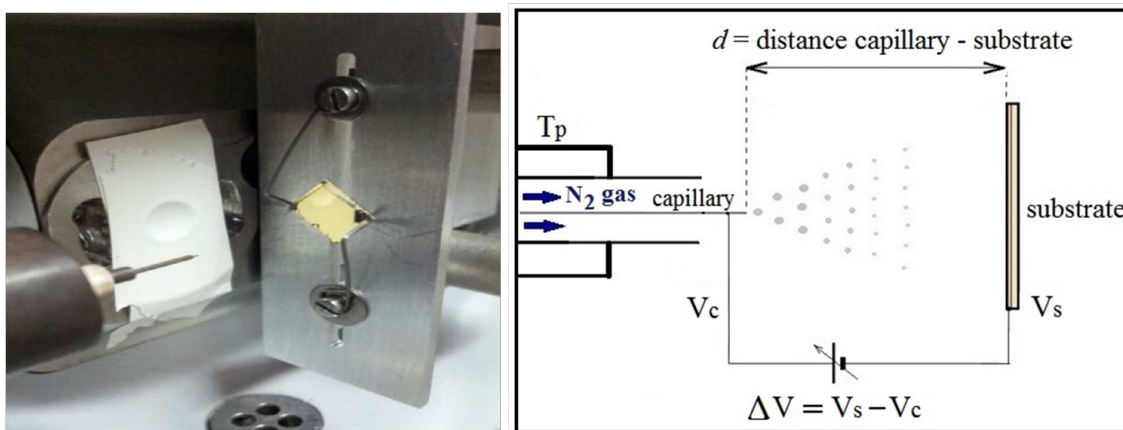 d = distance capillary - substrate
Tp
N2 gas
capillary
substrate
Vc
Vs
ΔV = Vs – Vc